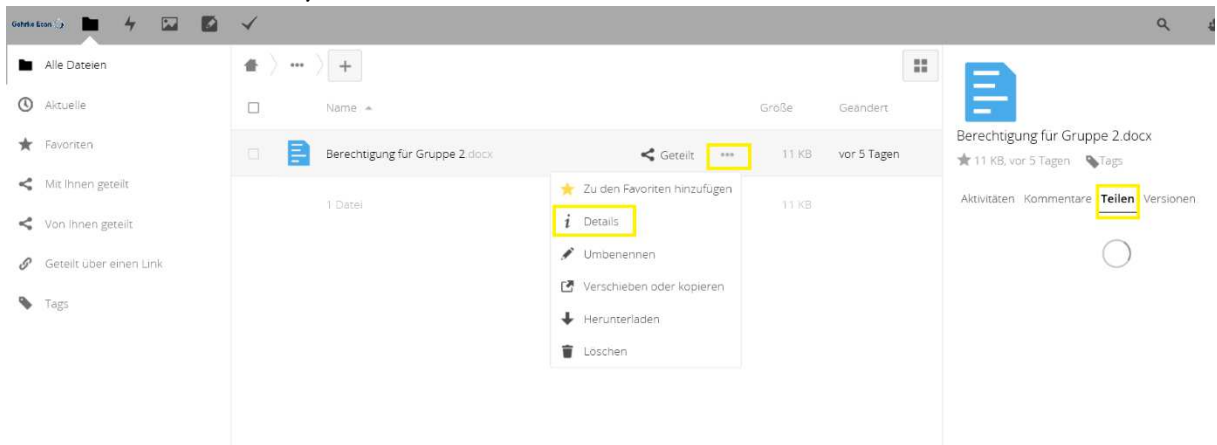 Gehrke Econ
Alle Dateien
Aktuelle
Favoriten
Mit Ihnen geteilt
Von Ihnen geteilt
Geteilt über einen Link
Tags
Name
Größe
Geändert
Berechtigung für Gruppe 2.docx
Geteilt
11 KB
vor 5 Tagen
1 Datei
11 KB
Zu den Favoriten hinzufügen
Details
Umbenennen
Verschieben oder kopieren
Herunterladen
Löschen
Berechtigung für Gruppe 2.docx
11 KB, vor 5 Tagen Tags
Aktivitäten Kommentare Teilen Versionen